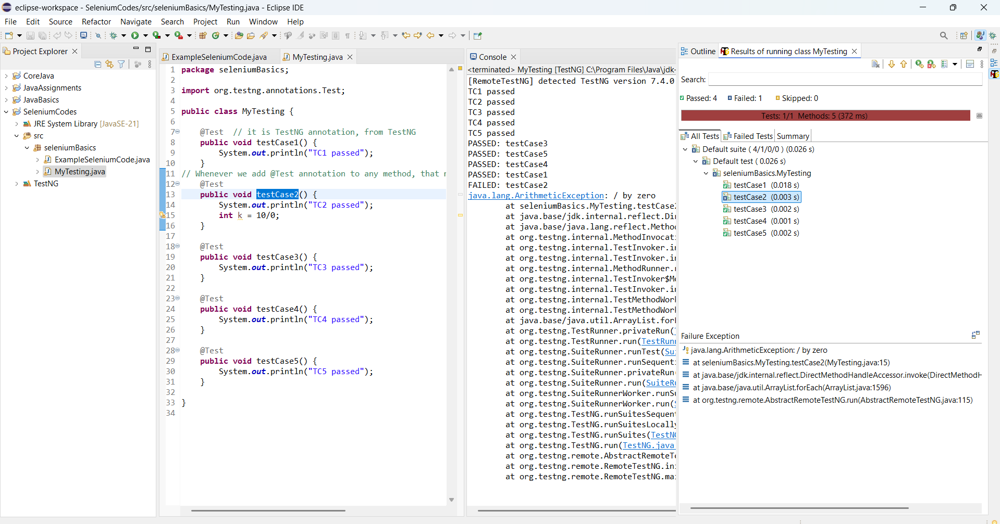 eclipse-workspace - SeleniumCodes/src/seleniumBasics/MyTesting.java - Eclipse IDE
File Edit Source Refactor Navigate Search Project Run Window Help
Project Explorer
CoreJava
JavaAssignments
JavaBasics
SeleniumCodes
JRE System Library [JavaSE-21]
src
seleniumBasics
ExampleSeleniumCode.java
MyTesting.java
TestNG
ExampleSeleniumCode.java MyTesting.java
1 package seleniumBasics;
2
3 import org.testng.annotations.Test;
4
5 public class MyTesting {
6
7 @Test // it is TestNG annotation, from TestNG
8 public void testCase1() {
9 System.out.println("TC1 passed");
10 }
11 // Whenever we add @Test annotation to any method, that
12 @Test
13 public void testCase2() {
14 System.out.println("TC2 passed");
15 int k = 10/0;
16 }
17
18 @Test
19 public void testCase3() {
20 System.out.println("TC3 passed");
21 }
22
23 @Test
24 public void testCase4() {
25 System.out.println("TC4 passed");
26 }
27
28 @Test
29 public void testCase5() {
30 System.out.println("TC5 passed");
31 }
32
33 }
34
Console
<terminated> MyTesting [TestNG] C:\Program Files\Java\jdk-
[RemoteTestNG] detected TestNG version 7.4.0
TC1 passed
TC2 passed
TC3 passed
TC4 passed
TC5 passed
PASSED: testCase3
PASSED: testCase5
PASSED: testCase4
PASSED: testCase1
FAILED: testCase2
java.lang.ArithmeticException: / by zero
at seleniumBasics.MyTesting.testCase2
at java.base/jdk.internal.reflect.Di
at java.base/java.lang.reflect.Metho
at org.testng.internal.MethodInvocat
at org.testng.internal.TestInvoker.i
at org.testng.internal.TestInvoker.i
at org.testng.internal.MethodRunner.
at org.testng.internal.TestInvoker$M
at org.testng.internal.TestInvoker.i
at org.testng.internal.TestMethodWor
at org.testng.internal.TestMethodWor
at java.base/java.util.ArrayList.for
at org.testng.TestRunner.privateRun(
at org.testng.TestRunner.run(TestRun
at org.testng.SuiteRunner.runTest(Su
at org.testng.SuiteRunner.runSequent
at org.testng.SuiteRunner.privateRun
at org.testng.SuiteRunner.run(SuiteR
at org.testng.SuiteRunnerWorker.runS
at org.testng.SuiteRunnerWorker.run(
at org.testng.TestNG.runSuitesSequen
at org.testng.TestNG.runSuitesLocall
at org.testng.TestNG.runSuites(TestN
at org.testng.TestNG.run(TestNG.java
at org.testng.remote.AbstractRemoteT
at org.testng.remote.RemoteTestNG.in
at org.testng.remote.RemoteTestNG.ma
Outline Results of running class MyTesting
Search:
Passed: 4 Failed: 1 Skipped: 0
Tests: 1/1 Methods: 5 (372 ms)
All Tests Failed Tests Summary
Default suite ( 4/1/0/0 ) (0.026 s)
Default test ( 0.026 s)
seleniumBasics.MyTesting
testCase1 (0.018 s)
testCase2 (0.003 s)
testCase3 (0.002 s)
testCase4 (0.001 s)
testCase5 (0.002 s)
Failure Exception
java.lang.ArithmeticException: / by zero
at seleniumBasics.MyTesting.testCase2(MyTesting.java:15)
at java.base/jdk.internal.reflect.DirectMethodHandleAccessor.invoke(DirectMethodH
at java.base/java.util.ArrayList.forEach(ArrayList.java:1596)
at org.testng.remote.AbstractRemoteTestNG.run(AbstractRemoteTestNG.java:115)